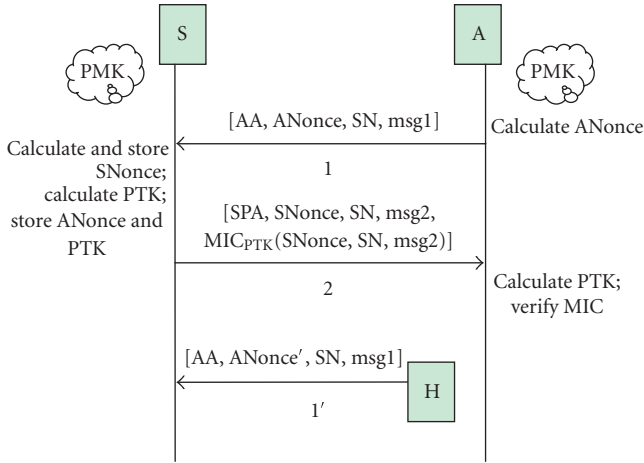 S
A
PMK
PMK
[AA, ANonce, SN, msg1]
Calculate ANonce
1
Calculate and store
SNonce;
calculate PTK;
store ANonce and
PTK
[SPA, SNonce, SN, msg2,
MIC_PTK(SNonce, SN, msg2)]
2
Calculate PTK;
verify MIC
[AA, ANonce′, SN, msg1]
H
1′